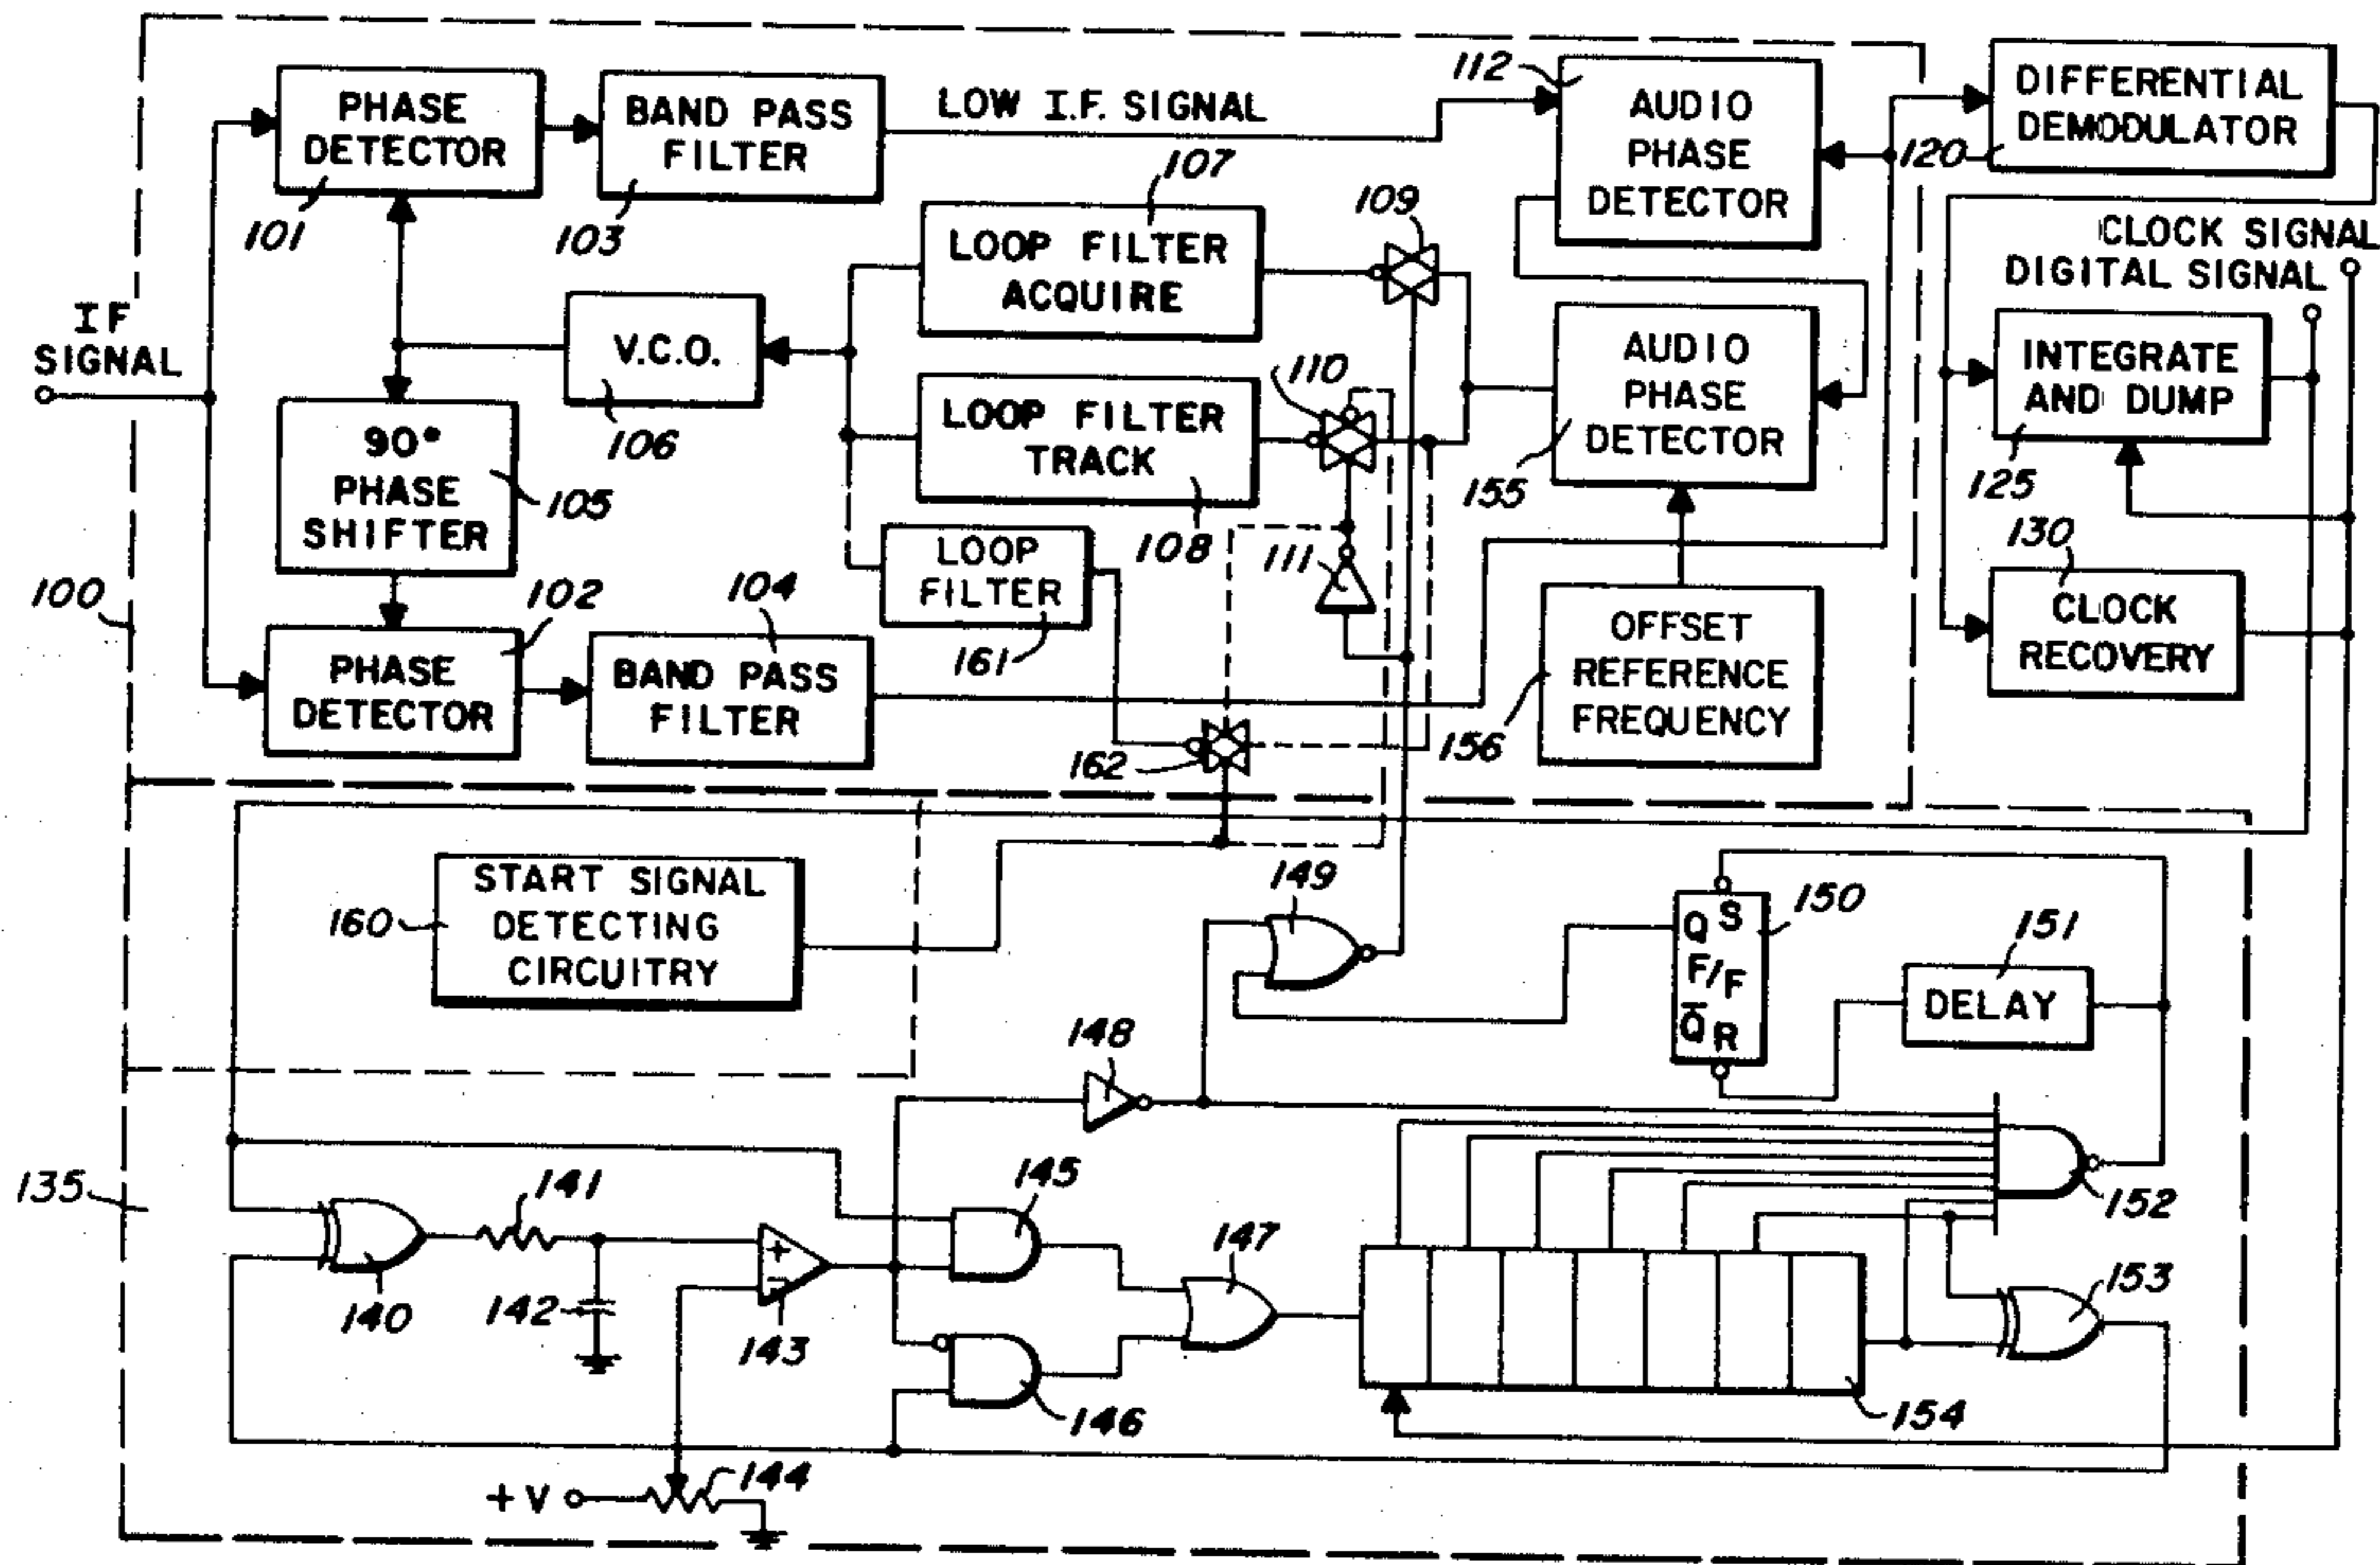 112
PHASE
DETECTOR
101
BAND PASS
FILTER
103
LOW I.F. SIGNAL
AUDIO
PHASE
DETECTOR
DIFFERENTIAL
DEMODULATOR
120
107
LOOP FILTER
ACQUIRE
109
CLOCK SIGNAL
DIGITAL SIGNAL
IF
SIGNAL
V.C.O.
106
110
AUDIO
PHASE
DETECTOR
155
INTEGRATE
AND DUMP
125
90°
PHASE
SHIFTER
105
LOOP FILTER
TRACK
108
LOOP
FILTER
161
111
130
CLOCK
RECOVERY
100
102
PHASE
DETECTOR
104
BAND PASS
FILTER
162
OFFSET
REFERENCE
FREQUENCY
156
START SIGNAL
DETECTING
CIRCUITRY
160
149
Q S
F/F
Q̅ R
150
151
DELAY
148
135
141
145
152
140
142
+
-
143
147
153
146
154
+V
144